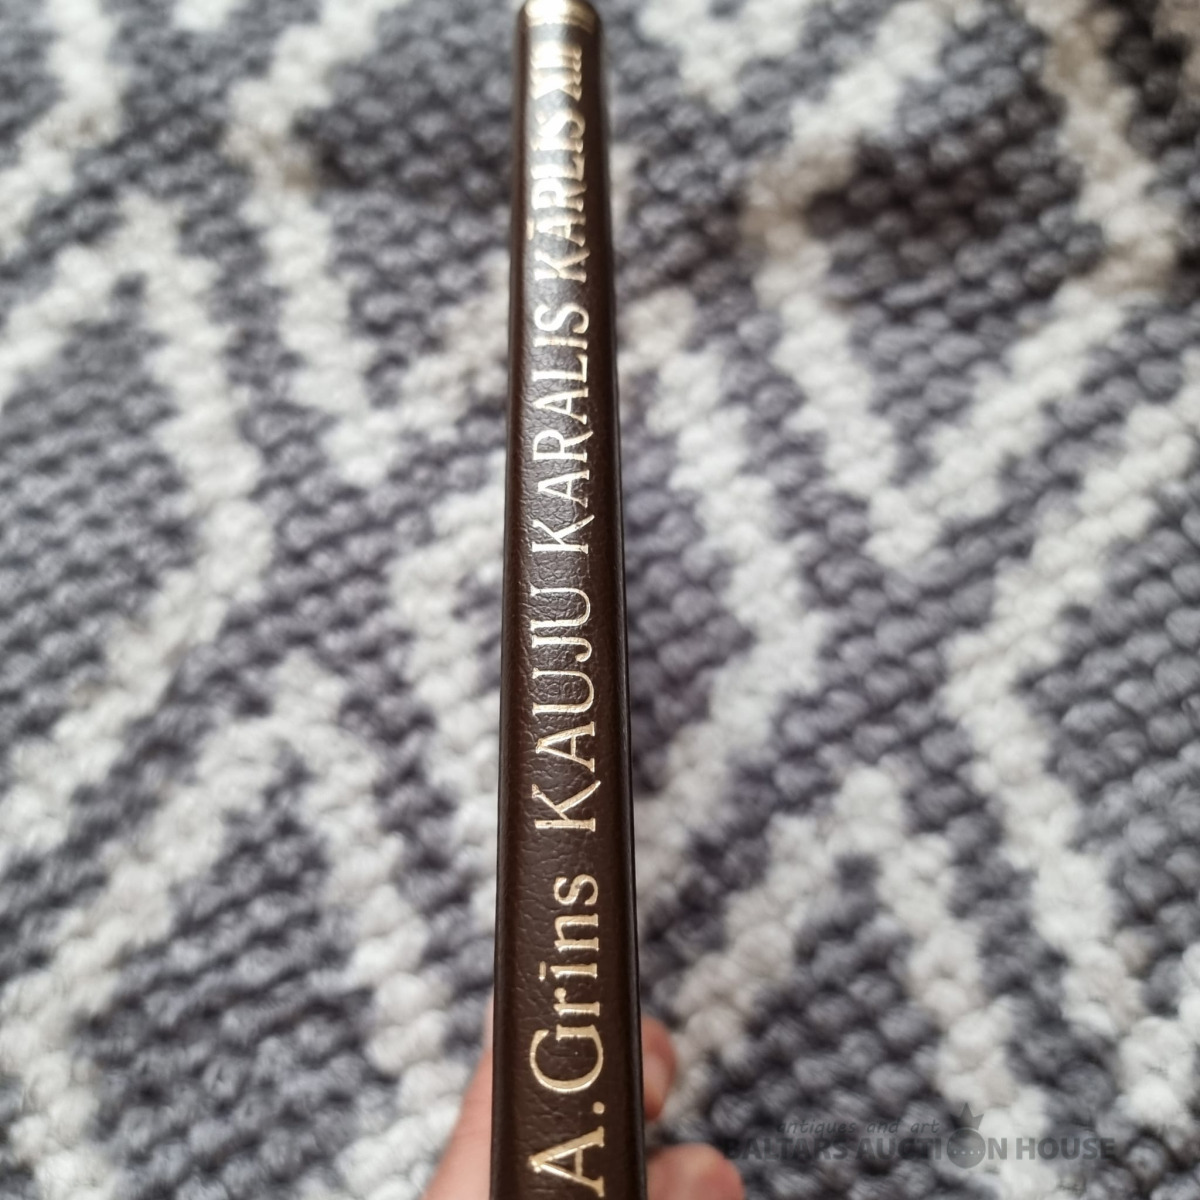 A. Grīns KAUJU KARALIS KĀRLIS XII
antiques and art
BALTARS AUCTION HOUSE